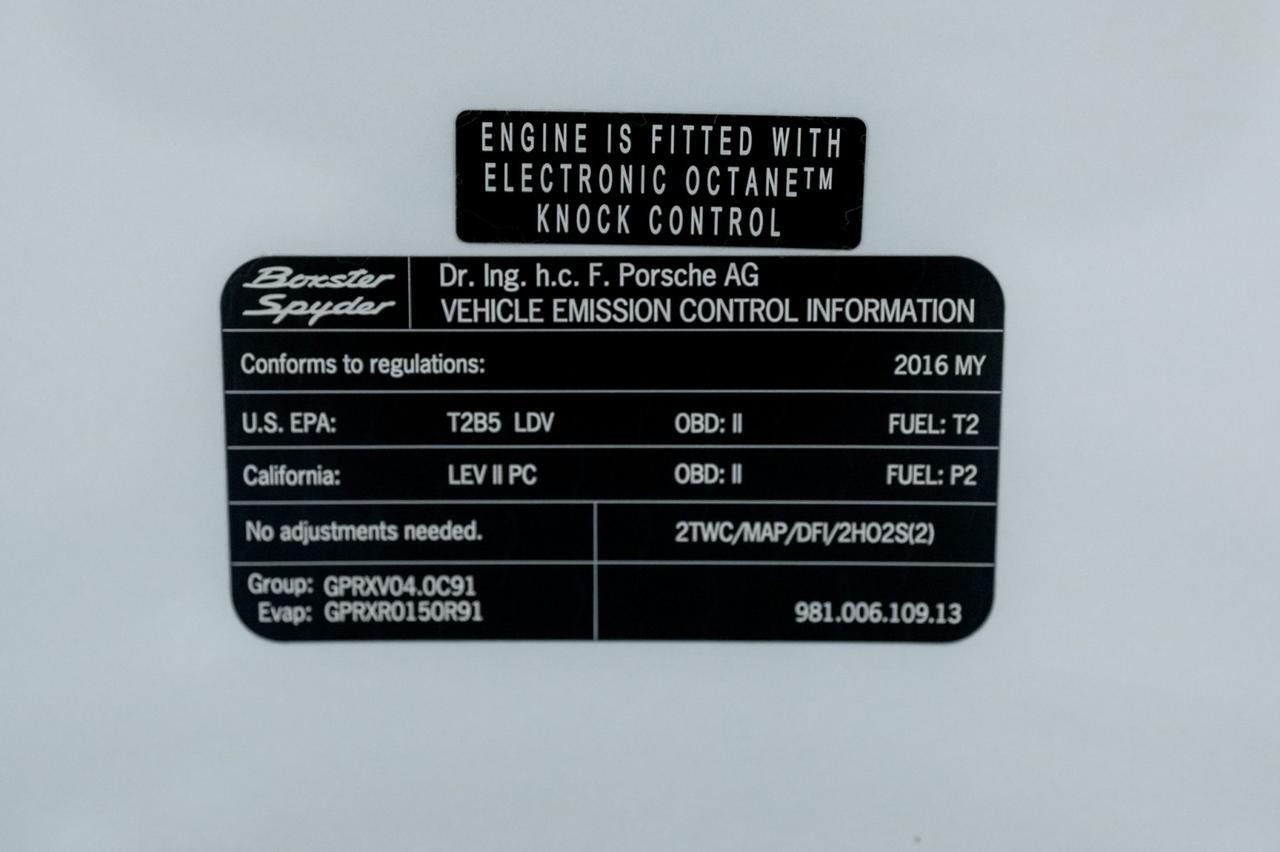 ENGINE IS FITTED WITH
ELECTRONIC OCTANE™
KNOCK CONTROL
Boxster
Spyder
Dr. Ing. h.c. F. Porsche AG
VEHICLE EMISSION CONTROL INFORMATION
Conforms to regulations: 2016 MY
U.S. EPA: T2B5 LDV OBD: II FUEL: T2
California: LEV II PC OBD: II FUEL: P2
No adjustments needed. 2TWC/MAP/DFI/2HO2S(2)
Group: GPRXV04.0C91
Evap: GPRXR0150R91 981.006.109.13